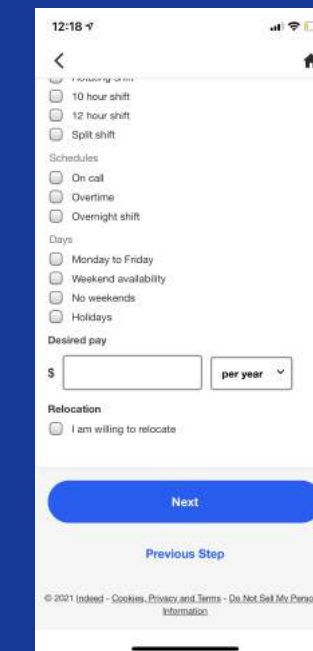 12:18
Rotating shift
10 hour shift
12 hour shift
Split shift
Schedules
On call
Overtime
Overnight shift
Days
Monday to Friday
Weekend availability
No weekends
Holidays
Desired pay
$ per year
Relocation
I am willing to relocate
Next
Previous Step
© 2021 Indeed - Cookies, Privacy and Terms - Do Not Sell My
Information